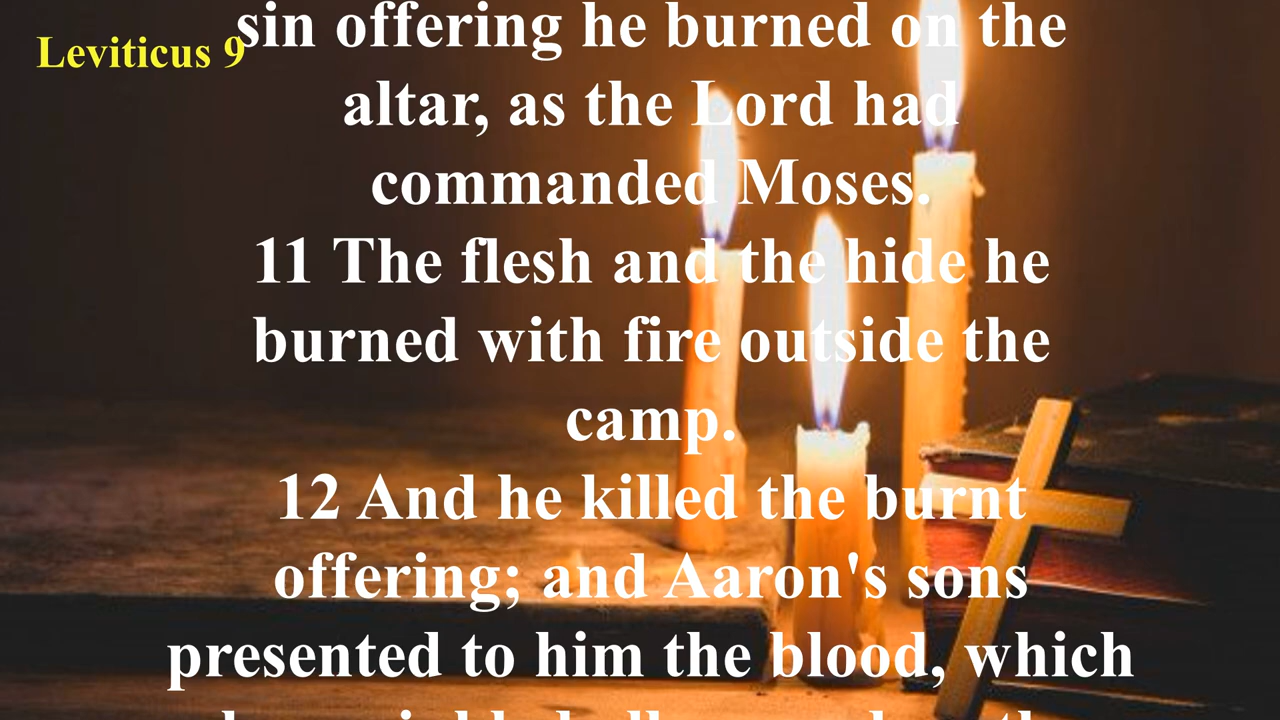 Leviticus 9
sin offering he burned on the
altar, as the Lord had
commanded Moses.
11 The flesh and the hide he
burned with fire outside the
camp.
12 And he killed the burnt
offering; and Aaron's sons
presented to him the blood, which